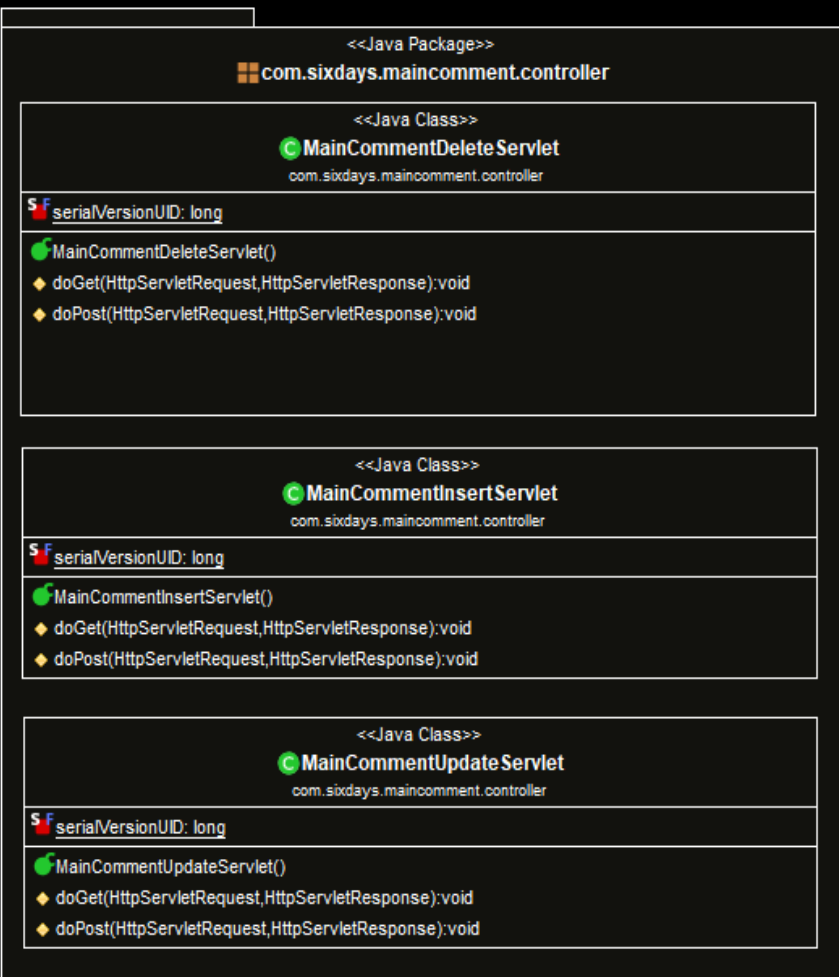 <<Java Package>>
com.sixdays.maincomment.controller
<<Java Class>>
C MainCommentDeleteServlet
com.sixdays.maincomment.controller
S F serialVersionUID: long
MainCommentDeleteServlet()
doGet(HttpServletRequest,HttpServletResponse):void
doPost(HttpServletRequest,HttpServletResponse):void
<<Java Class>>
C MainCommentInsertServlet
com.sixdays.maincomment.controller
S F serialVersionUID: long
MainCommentInsertServlet()
doGet(HttpServletRequest,HttpServletResponse):void
doPost(HttpServletRequest,HttpServletResponse):void
<<Java Class>>
C MainCommentUpdateServlet
com.sixdays.maincomment.controller
S F serialVersionUID: long
MainCommentUpdateServlet()
doGet(HttpServletRequest,HttpServletResponse):void
doPost(HttpServletRequest,HttpServletResponse):void